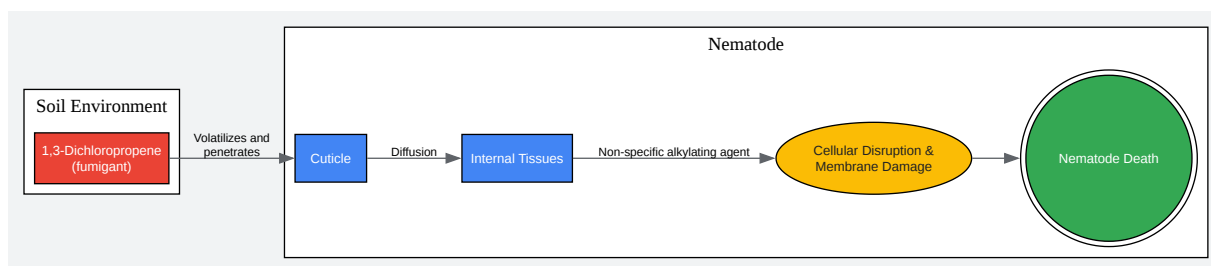 Nematode
Soil Environment
1,3-Dichloropropene
(fumigant)
Volatilizes and
penetrates
Cuticle
Diffusion
Internal Tissues
Non-specific alkylating agent
Cellular Disruption &
Membrane Damage
Nematode Death